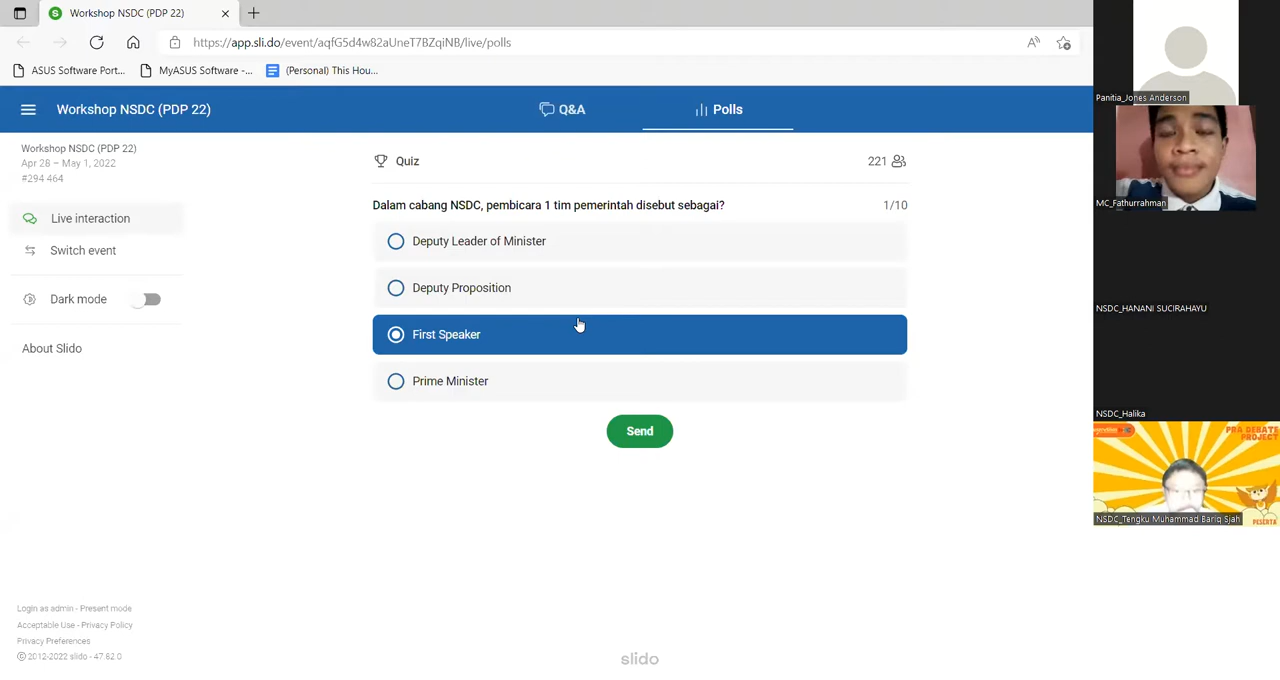 Workshop NSDC (PDP 22)
https://app.sli.do/event/aqfG5d4w82aUneT7BZqiNB/live/polls
ASUS Software Port...
MyASUS Software -...
(Personal) This Hou...
Workshop NSDC (PDP 22)
Q&A
Polls
Workshop NSDC (PDP 22)
Apr 28 – May 1, 2022
#294 464
Live interaction
Switch event
Dark mode
About Slido
Quiz
221
Dalam cabang NSDC, pembicara 1 tim pemerintah disebut sebagai?
1/10
Deputy Leader of Minister
Deputy Proposition
First Speaker
Prime Minister
Send
Login as admin - Present mode
Acceptable Use - Privacy Policy
Privacy Preferences
© 2012-2022 slido - 47.62.0
slido
Panitia_Jones Anderson
MC_Fathurrahman
NSDC_HANANI SUCIRAHAYU
NSDC_Halika
PRA DEBATE
PROJECT
PESERTA
NSDC_Tengku Muhammad Bariq Sjah